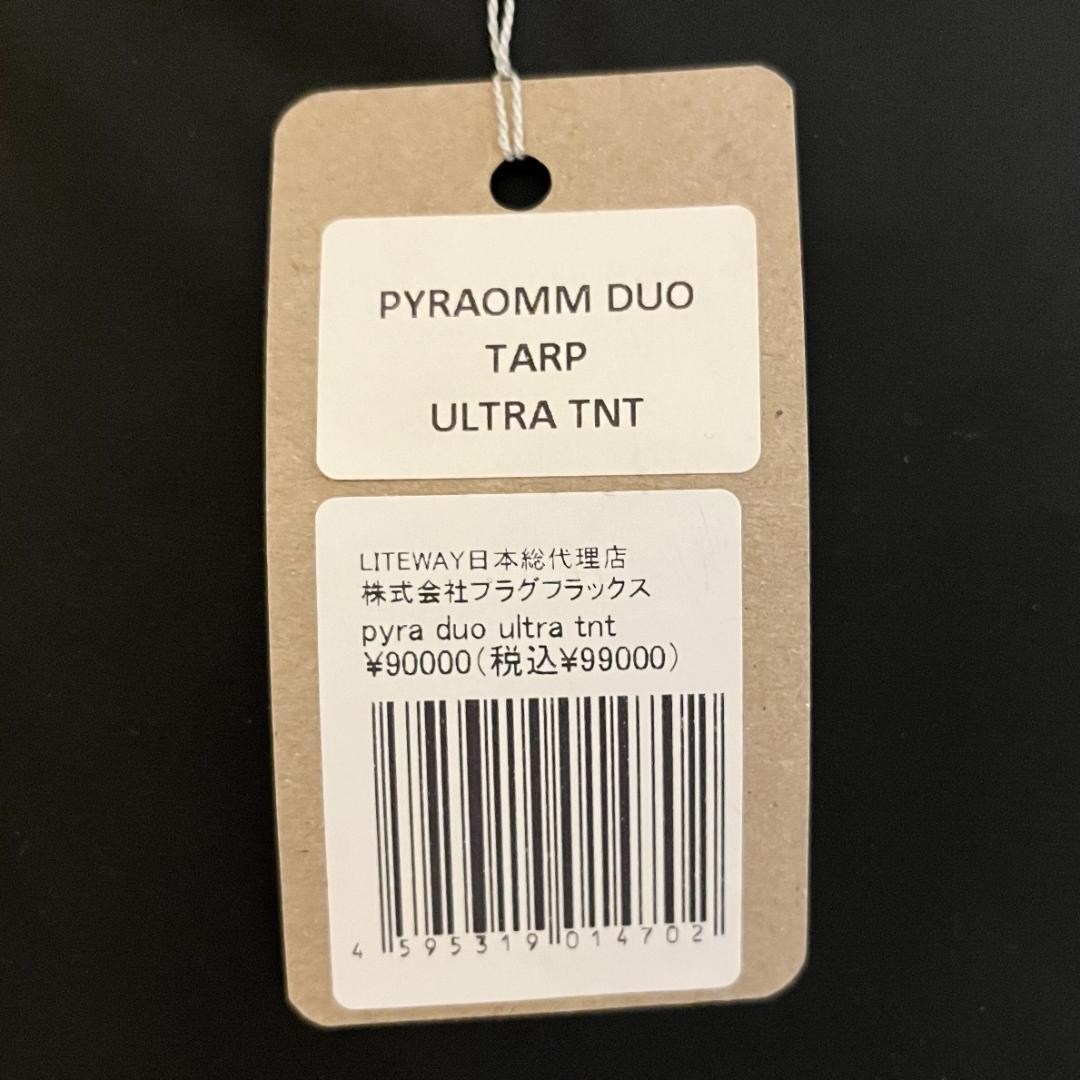 PYRAOMM DUO
TARP
ULTRA TNT
LITEWAY日本総代理店
株式会社プラグフラックス
pyra duo ultra tnt
¥90000(税込¥99000)
4 595319 014702